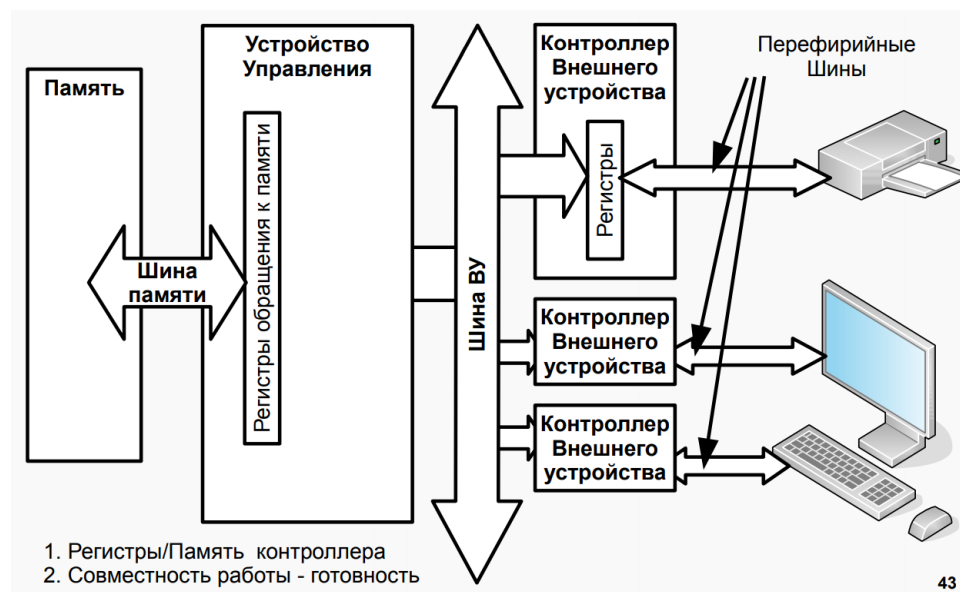 Память
Устройство
Управления
Контроллер
Внешнего
устройства
Перефирийные
Шины
Регистры обращения к памяти
Регистры
Шина
памяти
Шина ВУ
Контроллер
Внешнего
устройства
Контроллер
Внешнего
устройства
1. Регистры/Память контроллера
2. Совместность работы - готовность
43